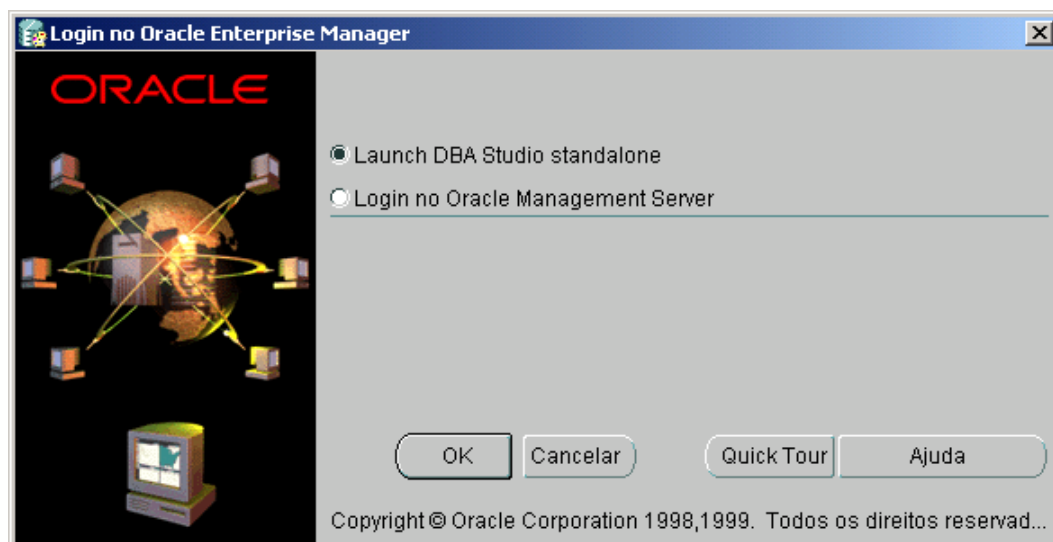 Login no Oracle Enterprise Manager
ORACLE
Launch DBA Studio standalone
Login no Oracle Management Server
OK
Cancelar
Quick Tour
Ajuda
Copyright © Oracle Corporation 1998,1999. Todos os direitos reservad...